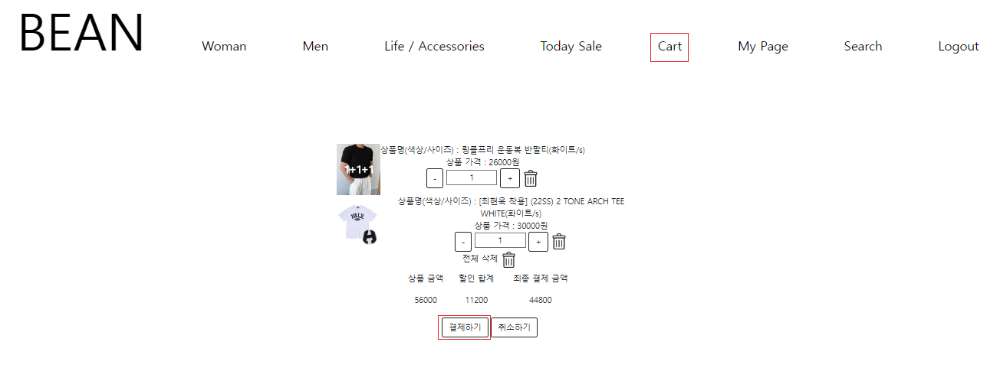 BEAN
Woman Men Life / Accessories Today Sale Cart My Page Search Logout
1+1+1
상품명(색상/사이즈) : 링클프리 운동복 반팔티(화이트/s)
상품 가격 : 26000원
- 1 +
YALE
상품명(색상/사이즈) : [최현욱 착용] (22SS) 2 TONE ARCH TEE
WHITE(화이트/s)
상품 가격 : 30000원
- 1 +
전체 삭제
상품 금액 할인 합계 최종 결제 금액
56000 11200 44800
결제하기 취소하기